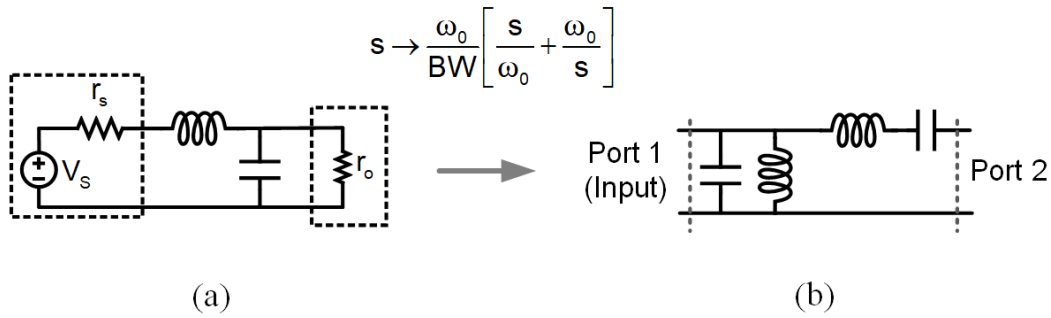 s → ω₀/BW [ s/ω₀ + ω₀/s ]
rₛ
+
−
Vₛ
rₒ
Port 1
(Input)
Port 2
(a)
(b)